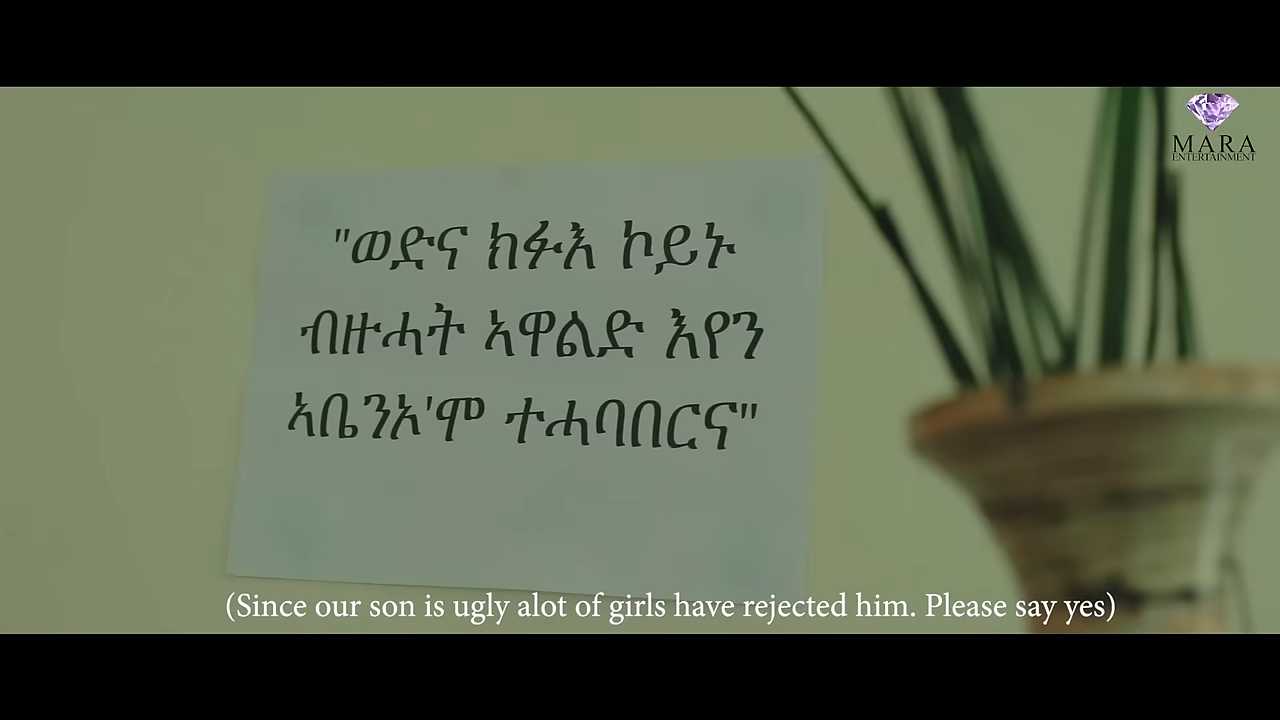 MARA
ENTERTAINMENT
"ወድና ክፉእ ኮይኑ
ብዙሓት ኣዋልድ እየን
ኣቤንኦ'ሞ ተሓባበርና"
(Since our son is ugly alot of girls have rejected him. Please say yes)